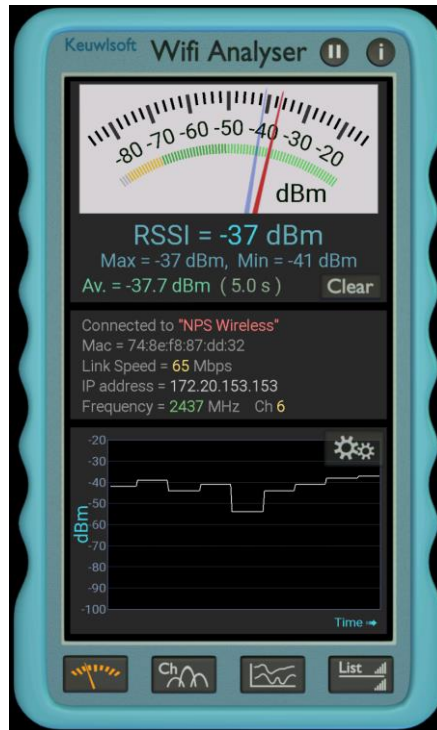 Keuwlsoft Wifi Analyser i
-80 -70 -60 -50 -40 -30 -20
dBm
RSSI = -37 dBm
Max = -37 dBm, Min = -41 dBm
Av. = -37.7 dBm ( 5.0 s ) Clear
Connected to "NPS Wireless"
Mac = 74:8e:f8:87:dd:32
Link Speed = 65 Mbps
IP address = 172.20.153.153
Frequency = 2437 MHz Ch 6
-20
-30
-40
-50
-60
-70
-80
-90
-100
dBm
Time
Ch List